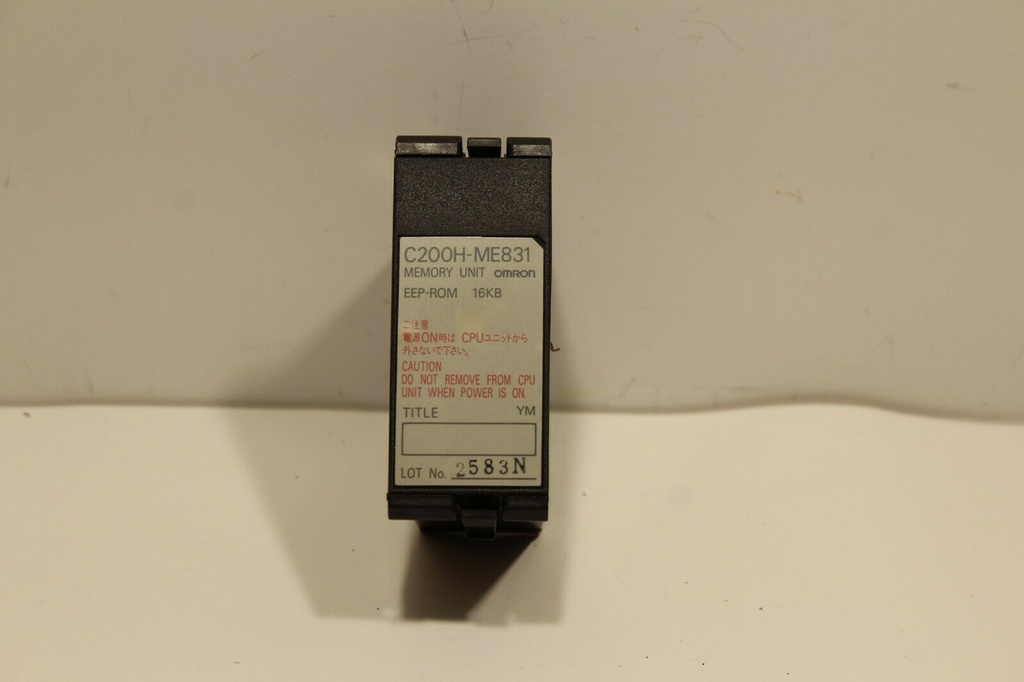 C200H-ME831
MEMORY UNIT omron
EEP-ROM 16KB
ご注意
電源ON時は CPUユニットから
外さないで下さい。
CAUTION
DO NOT REMOVE FROM CPU
UNIT WHEN POWER IS ON.
TITLE YM
LOT No. 2583N